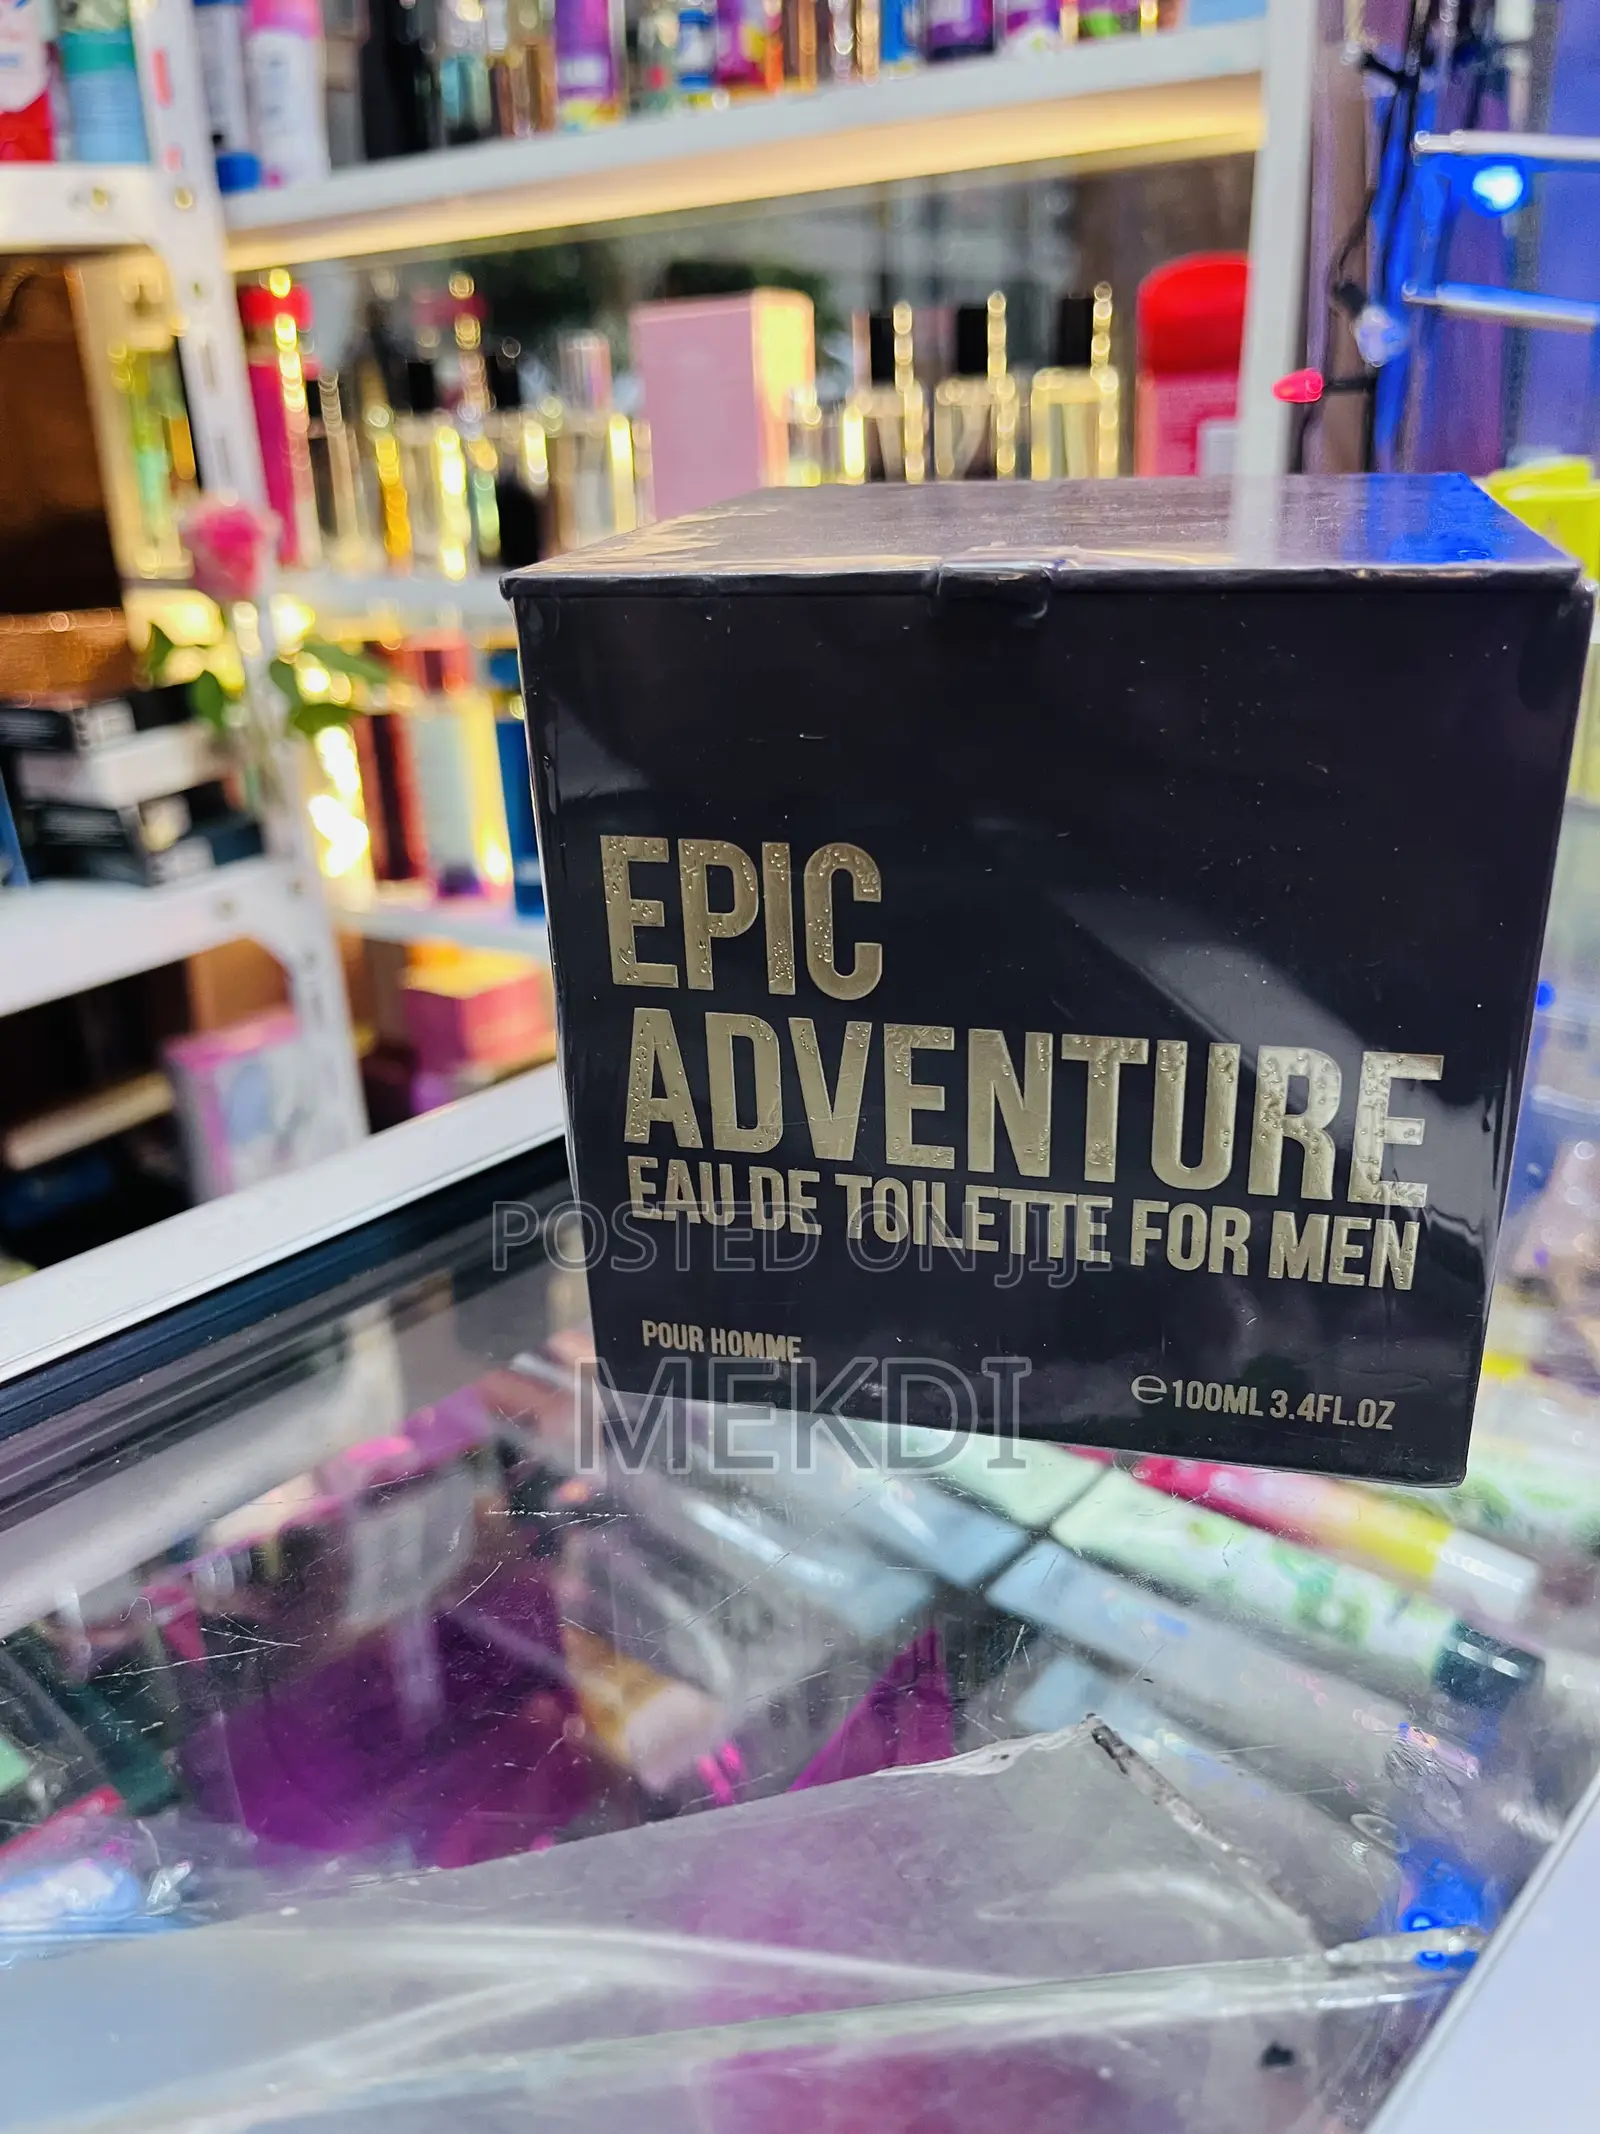 EPIC
ADVENTURE
EAU DE TOILETTE FOR MEN
POSTED ON JIJI
POUR HOMME
MEKDI
℮100ML 3.4FL.OZ